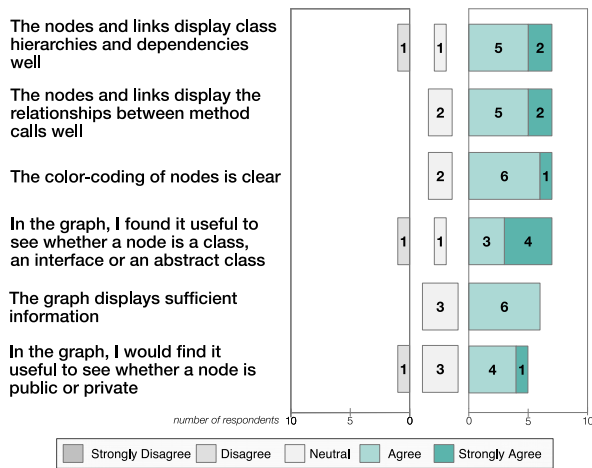 The nodes and links display class
hierarchies and dependencies
well
1 1 5 2
The nodes and links display the
relationships between method
calls well
2 5 2
The color-coding of nodes is clear
2 6 1
In the graph, I found it useful to
see whether a node is a class,
an interface or an abstract class
1 1 3 4
The graph displays sufficient
information
3 6
In the graph, I would find it
useful to see whether a node is
public or private
1 3 4 1
number of respondents 10 5 0 0 5 10
Strongly Disagree Disagree Neutral Agree Strongly Agree